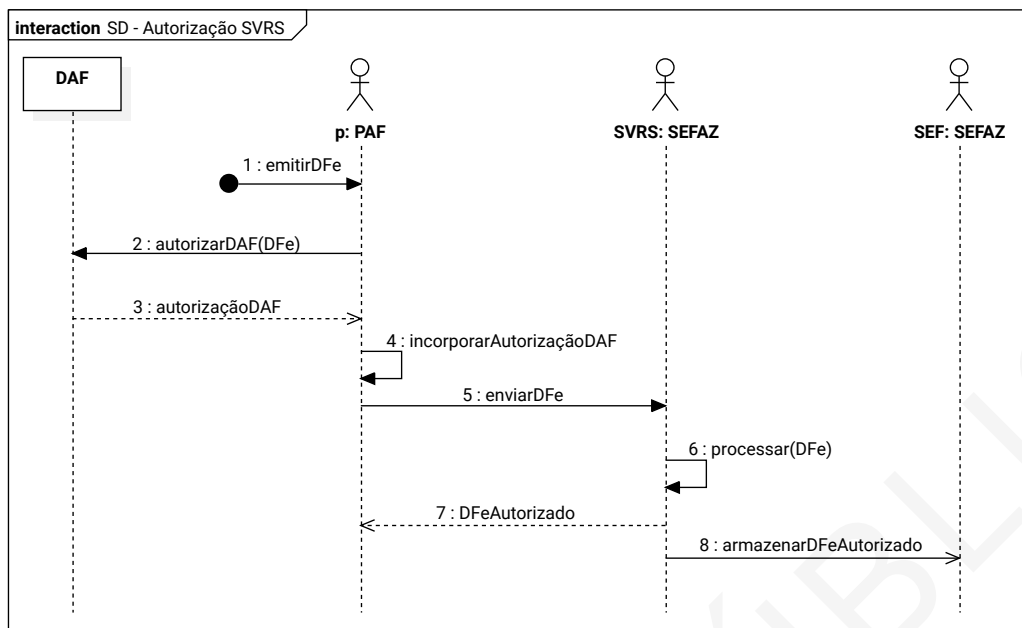 interaction SD - Autorização SVRS
DAF
p: PAF
SVRS: SEFAZ
SEF: SEFAZ
1 : emitirDFe
2 : autorizarDAF(DFe)
3 : autorizaçãoDAF
4 : incorporarAutorizaçãoDAF
5 : enviarDFe
6 : processar(DFe)
7 : DFeAutorizado
8 : armazenarDFeAutorizado